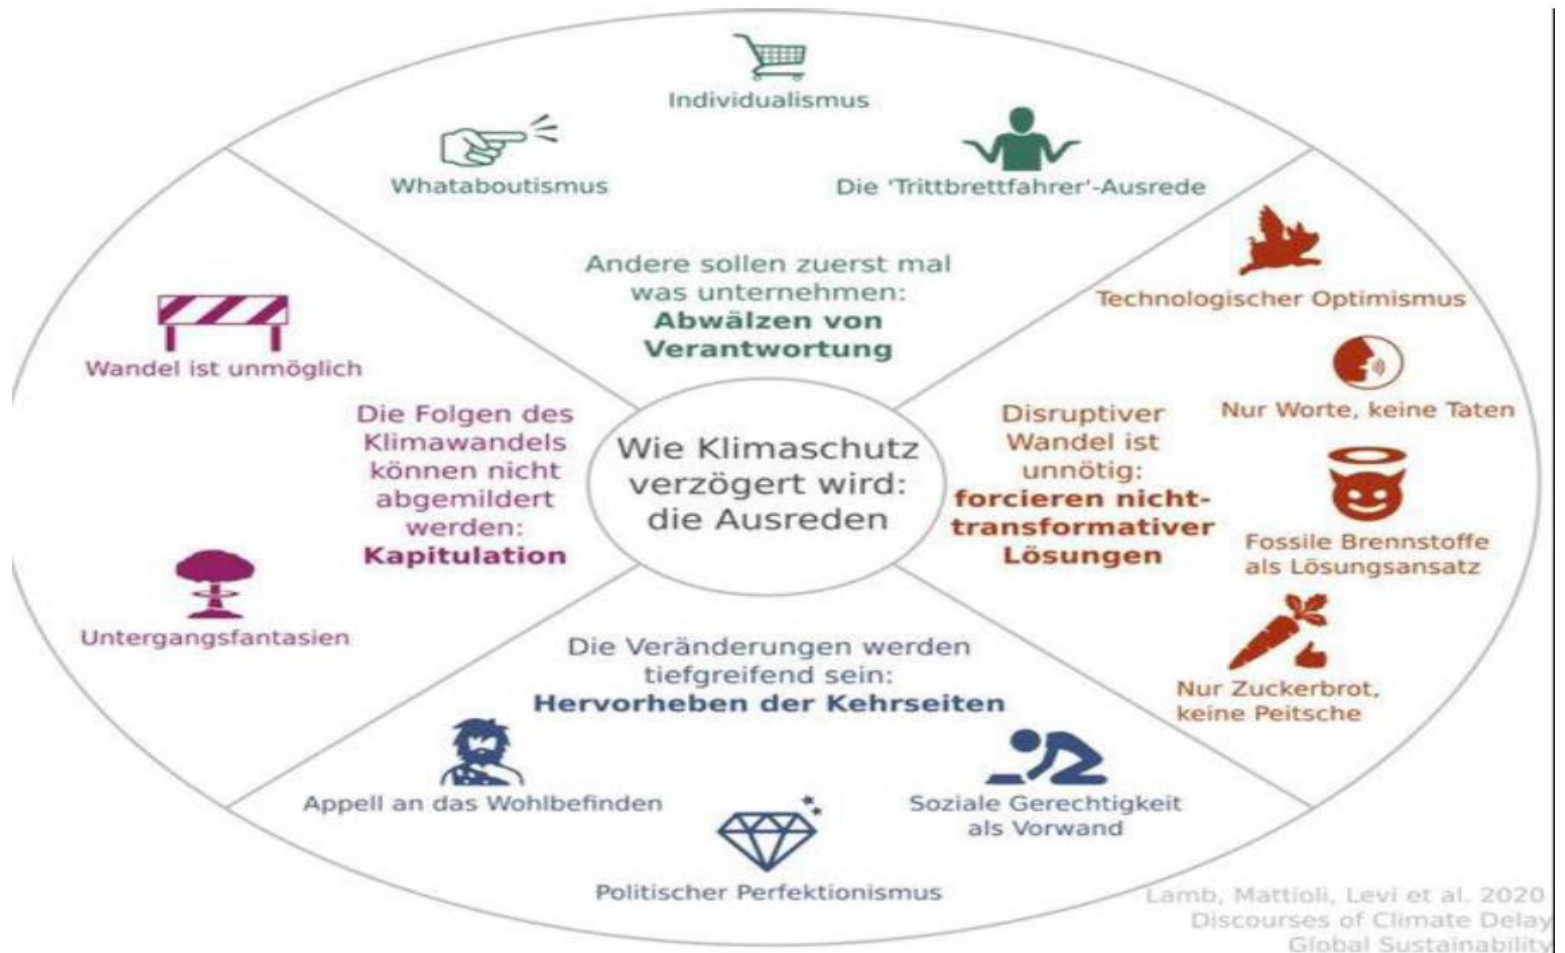 Individualismus
Whataboutismus
Die 'Trittbrettfahrer'-Ausrede
Andere sollen zuerst mal
was unternehmen:
Abwälzen von
Verantwortung
Technologischer Optimismus
Nur Worte, keine Taten
Disruptiver
Wandel ist
unnötig:
forcieren nicht-
transformativer
Lösungen
Fossile Brennstoffe
als Lösungsansatz
Nur Zuckerbrot,
keine Peitsche
Wandel ist unmöglich
Die Folgen des
Klimawandels
können nicht
abgemildert
werden:
Kapitulation
Untergangsfantasien
Wie Klimaschutz
verzögert wird:
die Ausreden
Die Veränderungen werden
tiefgreifend sein:
Hervorheben der Kehrseiten
Appell an das Wohlbefinden
Soziale Gerechtigkeit
als Vorwand
Politischer Perfektionismus
Lamb, Mattioli, Levi et al. 2020
Discourses of Climate Delay
Global Sustainability